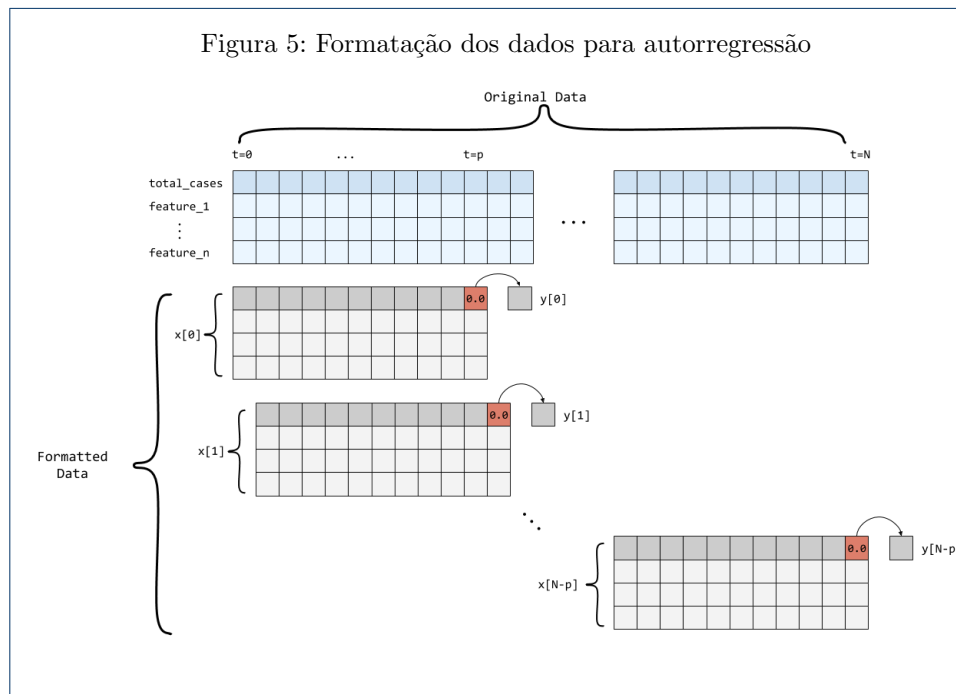 Figura 5: Formatação dos dados para autorregressão
Original Data
t=0 ... t=p t=N
total_cases
feature_1
⋮
...
feature_n
0.0 y[0]
x[0]
0.0 y[1]
x[1]
Formatted
Data
⋱
0.0 y[N-p
x[N-p]